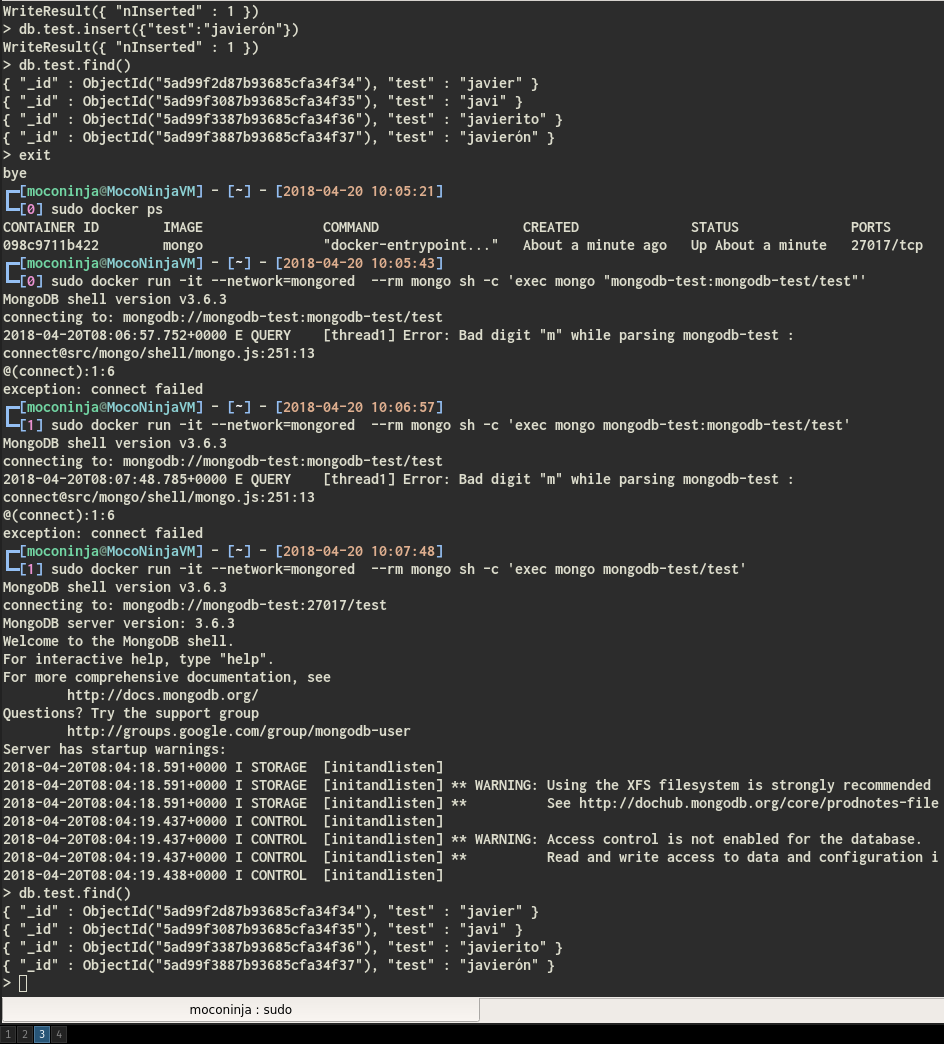 WriteResult({ "nInserted" : 1 })
> db.test.insert({"test":"javierón"})
WriteResult({ "nInserted" : 1 })
> db.test.find()
{ "_id" : ObjectId("5ad99f2d87b93685cfa34f34"), "test" : "javier" }
{ "_id" : ObjectId("5ad99f3087b93685cfa34f35"), "test" : "javi" }
{ "_id" : ObjectId("5ad99f3387b93685cfa34f36"), "test" : "javierito" }
{ "_id" : ObjectId("5ad99f3887b93685cfa34f37"), "test" : "javierón" }
> exit
bye
[moconinja@MocoNinjaVM] - [~] - [2018-04-20 10:05:21]
[0] sudo docker ps
CONTAINER ID        IMAGE               COMMAND                  CREATED              STATUS              PORTS
098c9711b422        mongo               "docker-entrypoint..."   About a minute ago   Up About a minute   27017/tcp
[moconinja@MocoNinjaVM] - [~] - [2018-04-20 10:05:43]
[0] sudo docker run -it --network=mongored  --rm mongo sh -c 'exec mongo "mongodb-test:mongodb-test/test"'
MongoDB shell version v3.6.3
connecting to: mongodb://mongodb-test:mongodb-test/test
2018-04-20T08:06:57.752+0000 E QUERY    [thread1] Error: Bad digit "m" while parsing mongodb-test :
connect@src/mongo/shell/mongo.js:251:13
@(connect):1:6
exception: connect failed
[moconinja@MocoNinjaVM] - [~] - [2018-04-20 10:06:57]
[1] sudo docker run -it --network=mongored  --rm mongo sh -c 'exec mongo mongodb-test:mongodb-test/test'
MongoDB shell version v3.6.3
connecting to: mongodb://mongodb-test:mongodb-test/test
2018-04-20T08:07:48.785+0000 E QUERY    [thread1] Error: Bad digit "m" while parsing mongodb-test :
connect@src/mongo/shell/mongo.js:251:13
@(connect):1:6
exception: connect failed
[moconinja@MocoNinjaVM] - [~] - [2018-04-20 10:07:48]
[1] sudo docker run -it --network=mongored  --rm mongo sh -c 'exec mongo mongodb-test/test'
MongoDB shell version v3.6.3
connecting to: mongodb://mongodb-test:27017/test
MongoDB server version: 3.6.3
Welcome to the MongoDB shell.
For interactive help, type "help".
For more comprehensive documentation, see
        http://docs.mongodb.org/
Questions? Try the support group
        http://groups.google.com/group/mongodb-user
Server has startup warnings:
2018-04-20T08:04:18.591+0000 I STORAGE  [initandlisten]
2018-04-20T08:04:18.591+0000 I STORAGE  [initandlisten] ** WARNING: Using the XFS filesystem is strongly recommended
2018-04-20T08:04:18.591+0000 I STORAGE  [initandlisten] **          See http://dochub.mongodb.org/core/prodnotes-file
2018-04-20T08:04:19.437+0000 I CONTROL  [initandlisten]
2018-04-20T08:04:19.437+0000 I CONTROL  [initandlisten] ** WARNING: Access control is not enabled for the database.
2018-04-20T08:04:19.437+0000 I CONTROL  [initandlisten] **          Read and write access to data and configuration i
2018-04-20T08:04:19.438+0000 I CONTROL  [initandlisten]
> db.test.find()
{ "_id" : ObjectId("5ad99f2d87b93685cfa34f34"), "test" : "javier" }
{ "_id" : ObjectId("5ad99f3087b93685cfa34f35"), "test" : "javi" }
{ "_id" : ObjectId("5ad99f3387b93685cfa34f36"), "test" : "javierito" }
{ "_id" : ObjectId("5ad99f3887b93685cfa34f37"), "test" : "javierón" }
>
moconinja : sudo
1 2 3 4